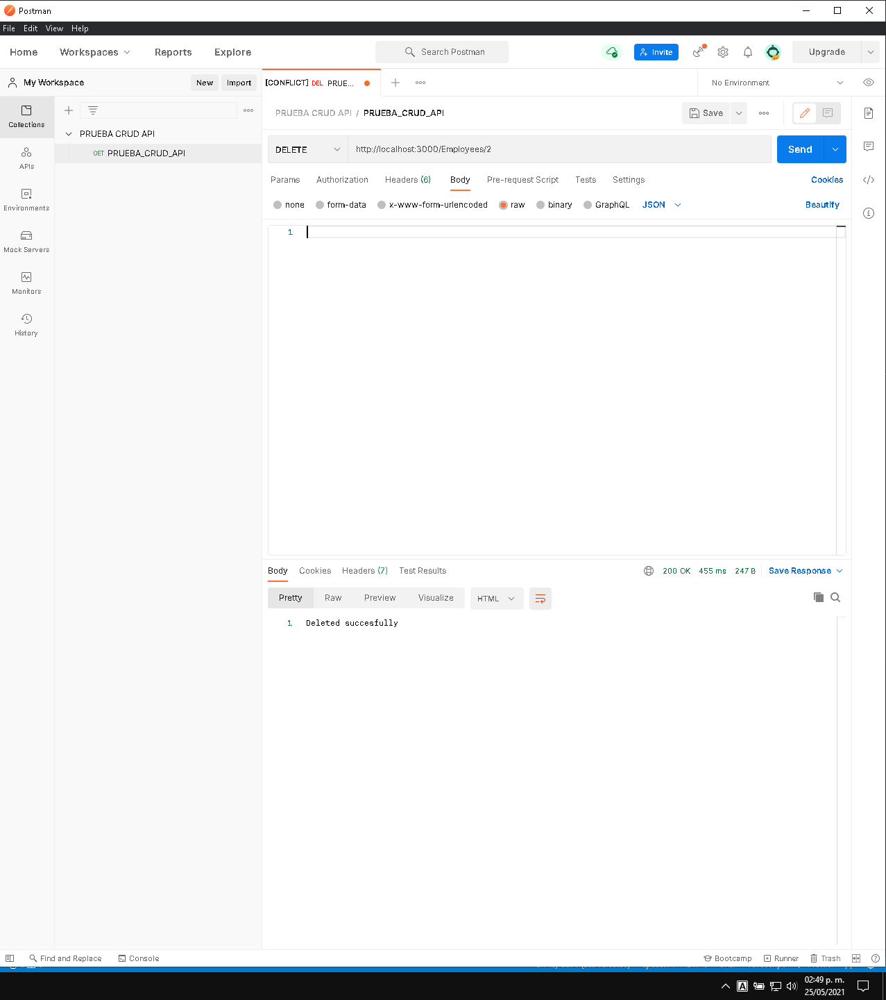 Postman
File Edit View Help
Home Workspaces Reports Explore Search Postman Invite Upgrade
My Workspace New Import [CONFLICT] DEL PRUE... No Environment
Collections
APIs
Environments
Mock Servers
Monitors
History
PRUEBA CRUD API
GET PRUEBA_CRUD_API
PRUEBA CRUD API / PRUEBA_CRUD_API Save
DELETE http://localhost:3000/Employees/2 Send
Params Authorization Headers (6) Body Pre-request Script Tests Settings Cookies
none form-data x-www-form-urlencoded raw binary GraphQL JSON Beautify
1
Body Cookies Headers (7) Test Results 200 OK 455 ms 247 B Save Response
Pretty Raw Preview Visualize HTML
1 Deleted succesfully
Find and Replace Console Bootcamp Runner Trash
A 02:49 p. m.
25/05/2021